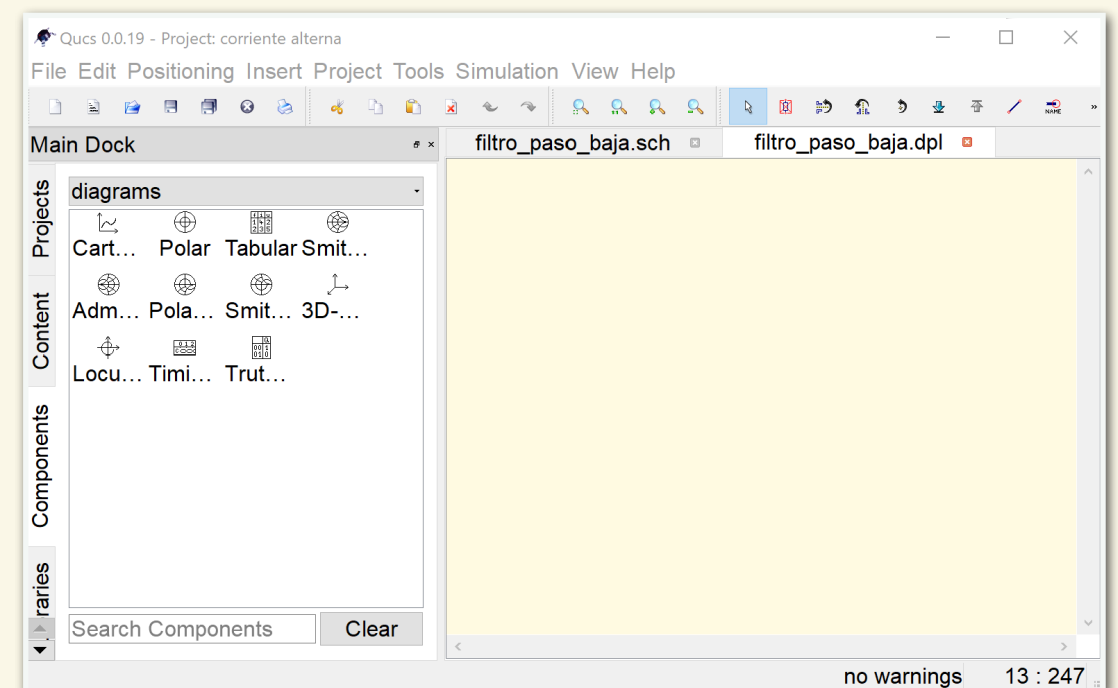 Qucs 0.0.19 - Project: corriente alterna
File Edit Positioning Insert Project Tools Simulation View Help
NAME
»
Main Dock
filtro_paso_baja.sch filtro_paso_baja.dpl
Projects
Content
Components
raries
diagrams
Cart… Polar Tabular Smit…
Adm… Pola… Smit… 3D-…
Locu… Timi… Trut…
Search Components Clear
no warnings 13 : 247